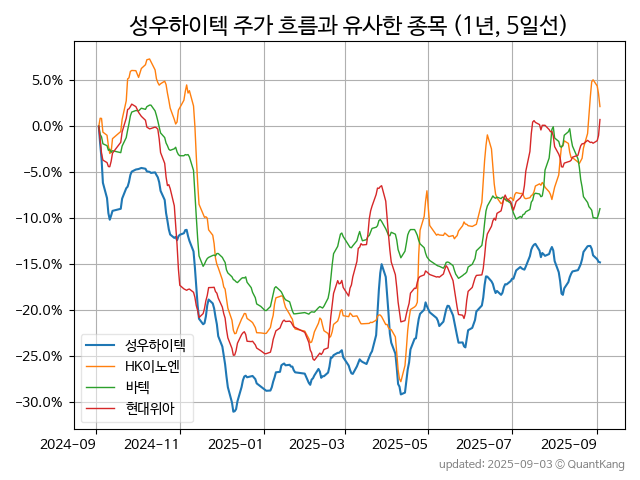 성우하이텍 주가 흐름과 유사한 종목 (1년, 5일선)
5.0%
0.0%
−5.0%
−10.0%
−15.0%
−20.0%
−25.0%
−30.0%
성우하이텍
HK이노엔
바텍
현대위아
2024-09 2024-11 2025-01 2025-03 2025-05 2025-07 2025-09
updated: 2025-09-03 © QuantKang